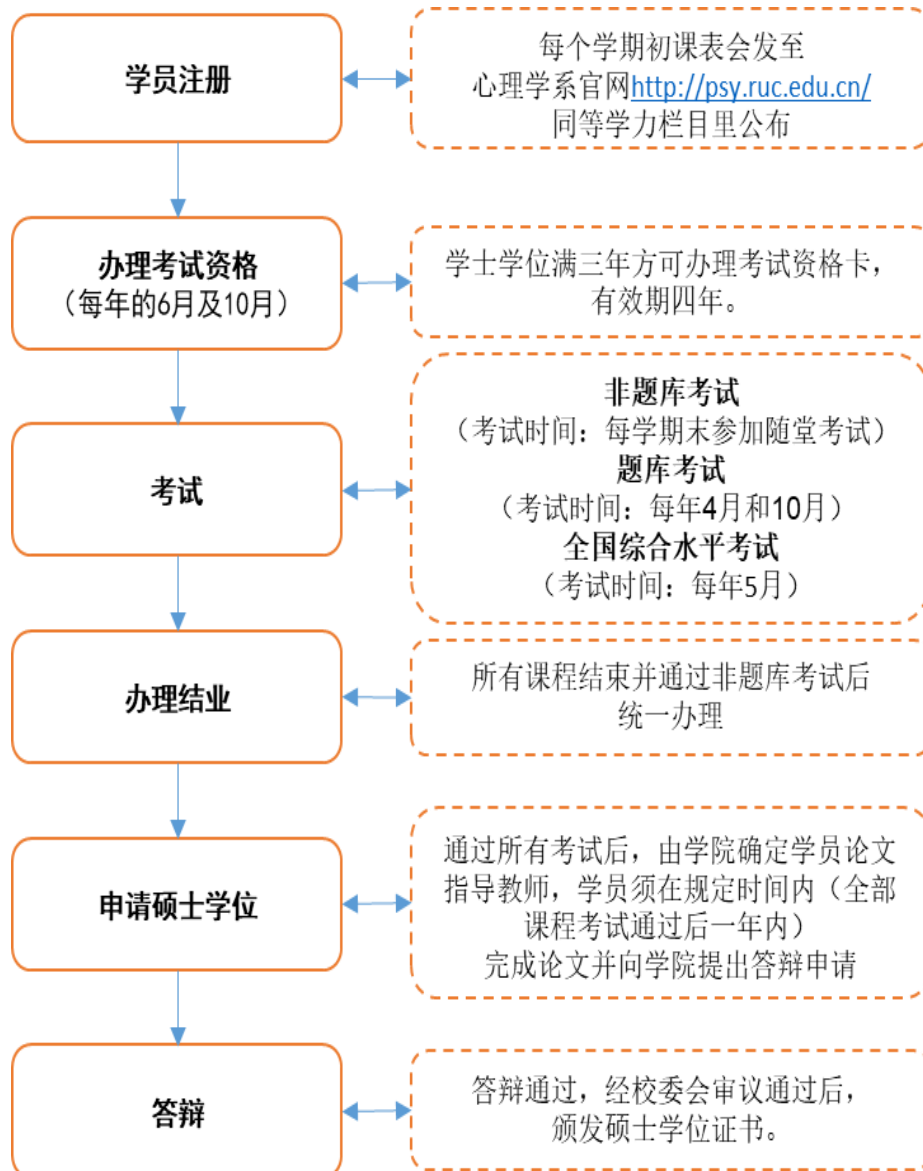 学员注册
每个学期初课表会发至
心理学系官网http://psy.ruc.edu.cn/
同等学力栏目里公布
办理考试资格
（每年的6月及10月）
学士学位满三年方可办理考试资格卡，
有效期四年。
考试
非题库考试
（考试时间：每学期末参加随堂考试）
题库考试
（考试时间：每年4月和10月）
全国综合水平考试
（考试时间：每年5月）
办理结业
所有课程结束并通过非题库考试后
统一办理
申请硕士学位
通过所有考试后，由学院确定学员论文
指导教师，学员须在规定时间内（全部
课程考试通过后一年内）
完成论文并向学院提出答辩申请
答辩
答辩通过，经校委会审议通过后，
颁发硕士学位证书。